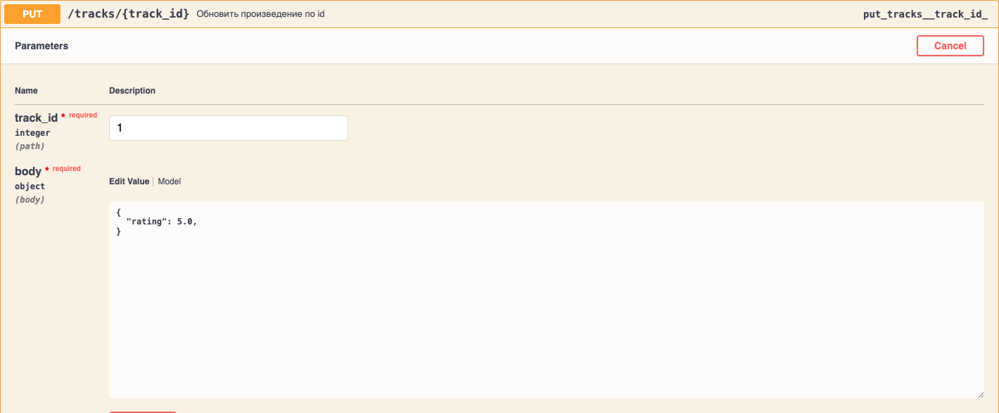 PUT /tracks/{track_id} Обновить произведение по id put_tracks__track_id_
Parameters Cancel
Name Description
track_id * required
integer
(path)
1
body * required
object
(body)
Edit Value Model
{
  "rating": 5.0,
}